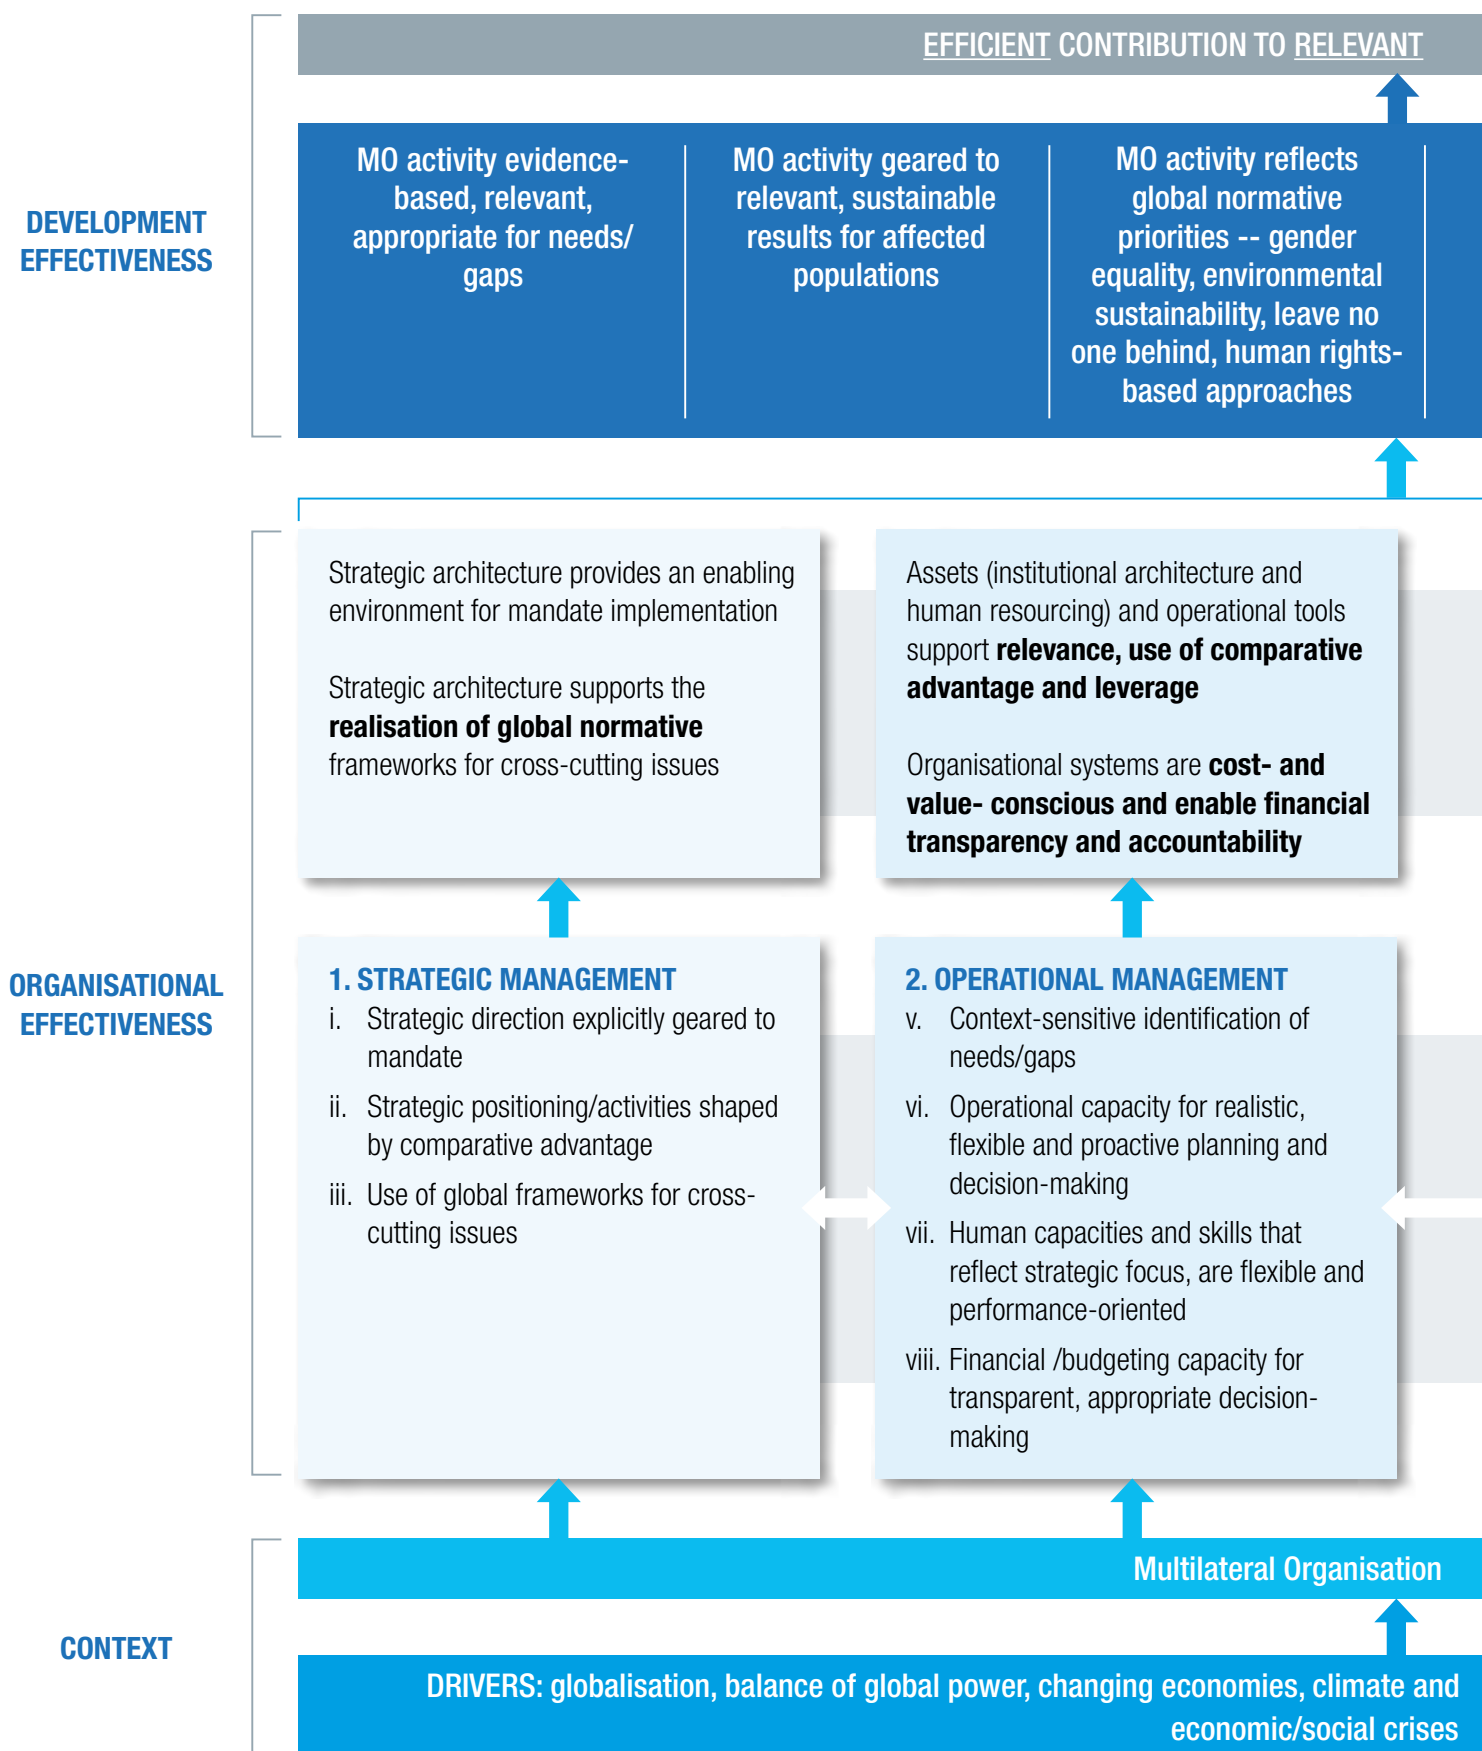 EFFICIENT CONTRIBUTION TO RELEVANT
DEVELOPMENT
EFFECTIVENESS
MO activity evidence-
based, relevant,
appropriate for needs/
gaps
MO activity geared to
relevant, sustainable
results for affected
populations
MO activity reflects
global normative
priorities -- gender
equality, environmental
sustainability, leave no
one behind, human rights-
based approaches
ORGANISATIONAL
EFFECTIVENESS
Strategic architecture provides an enabling
environment for mandate implementation
Strategic architecture supports the
realisation of global normative
frameworks for cross-cutting issues
Assets (institutional architecture and
human resourcing) and operational tools
support relevance, use of comparative
advantage and leverage
Organisational systems are cost- and
value- conscious and enable financial
transparency and accountability
1. STRATEGIC MANAGEMENT
i. Strategic direction explicitly geared to
mandate
ii. Strategic positioning/activities shaped
by comparative advantage
iii. Use of global frameworks for cross-
cutting issues
2. OPERATIONAL MANAGEMENT
v. Context-sensitive identification of
needs/gaps
vi. Operational capacity for realistic,
flexible and proactive planning and
decision-making
vii. Human capacities and skills that
reflect strategic focus, are flexible and
performance-oriented
viii. Financial /budgeting capacity for
transparent, appropriate decision-
making
CONTEXT
Multilateral Organisation
DRIVERS: globalisation, balance of global power, changing economies, climate and
economic/social crises